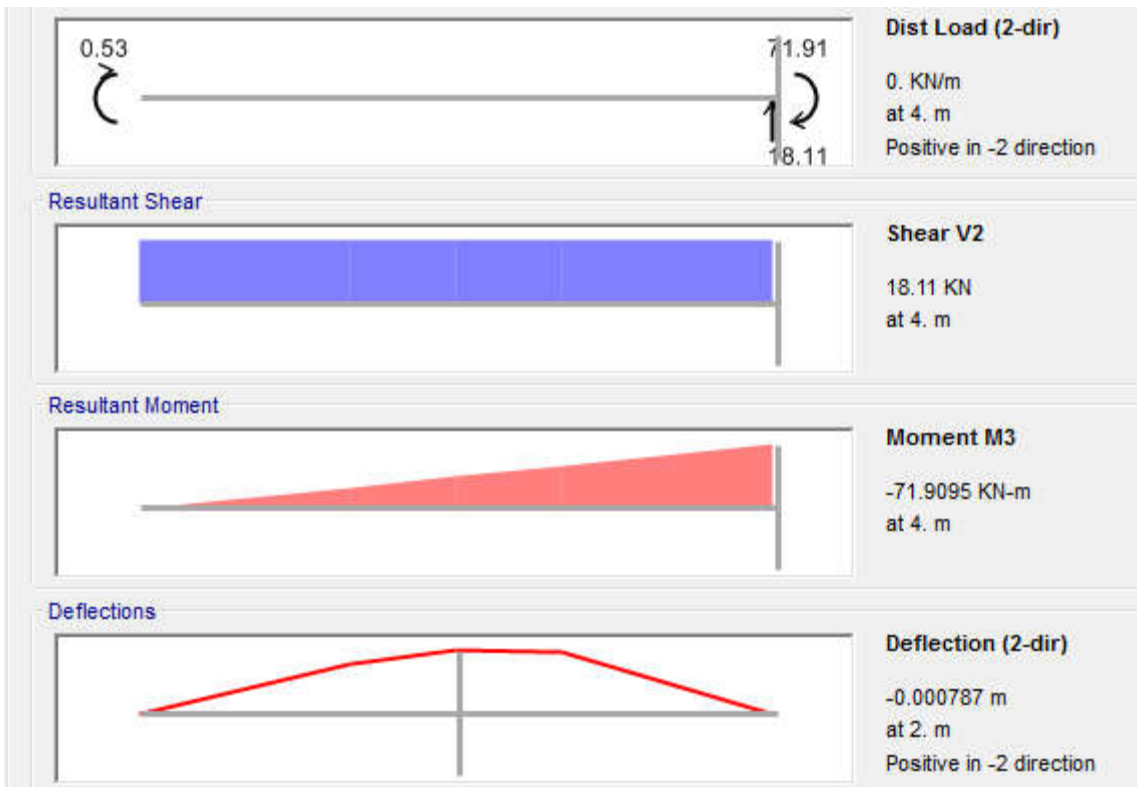 0.53
71.91
18.11
Dist Load (2-dir)
0. KN/m
at 4. m
Positive in -2 direction
Resultant Shear
Shear V2
18.11 KN
at 4. m
Resultant Moment
Moment M3
-71.9095 KN-m
at 4. m
Deflections
Deflection (2-dir)
-0.000787 m
at 2. m
Positive in -2 direction